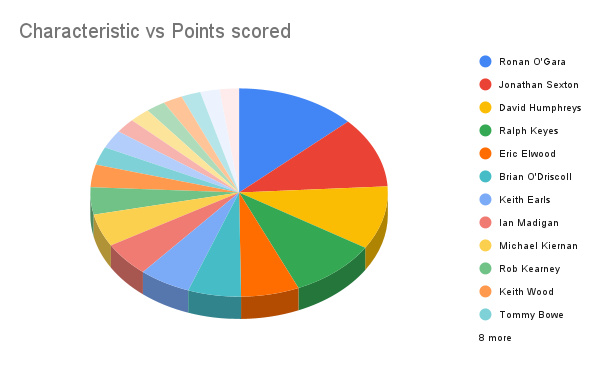 Characteristic vs Points scored
Ronan O'Gara
Jonathan Sexton
David Humphreys
Ralph Keyes
Eric Elwood
Brian O'Driscoll
Keith Earls
Ian Madigan
Michael Kiernan
Rob Kearney
Keith Wood
Tommy Bowe
8 more